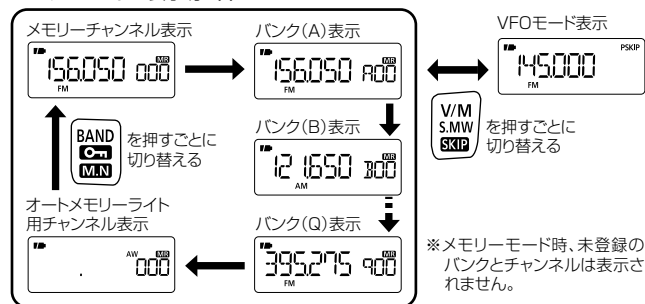 メモリーチャンネル表示
156.050 000
MR
FM
バンク(A)表示
156.050 A00
MR
FM
VFOモード表示
145.000
PSKIP
FM
BAND
M.N
を押すごとに
切り替える
バンク(B)表示
121.650 B00
MR
AM
V/M
S.MW
SKIP
を押すごとに
切り替える
オートメモリーライト
用チャンネル表示
.
AW
000
MR
バンク(Q)表示
395.275 q00
MR
FM
※メモリーモード時、未登録の
バンクとチャンネルは表示さ
れません。